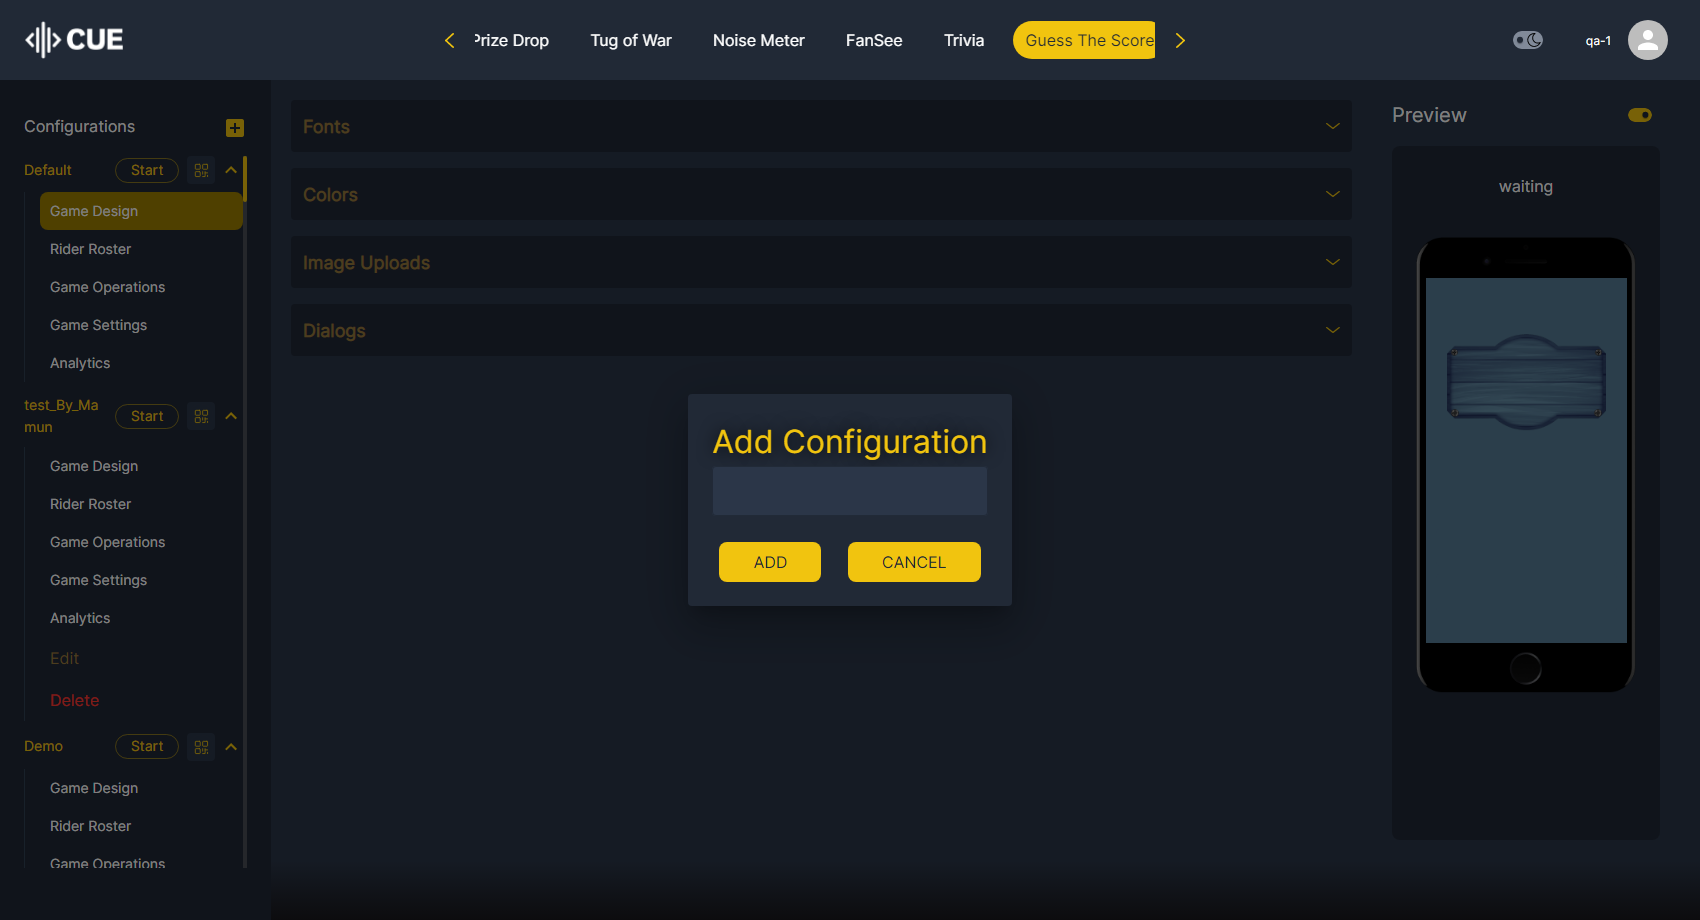 CUE
Prize Drop
Tug of War
Noise Meter
FanSee
Trivia
Guess The Score
qa-1
Configurations
Default
Start
Game Design
Rider Roster
Game Operations
Game Settings
Analytics
test_By_Ma
mun
Start
Game Design
Rider Roster
Game Operations
Game Settings
Analytics
Edit
Delete
Demo
Start
Game Design
Rider Roster
Game Operations
Fonts
Colors
Image Uploads
Dialogs
Add Configuration
ADD
CANCEL
Preview
waiting